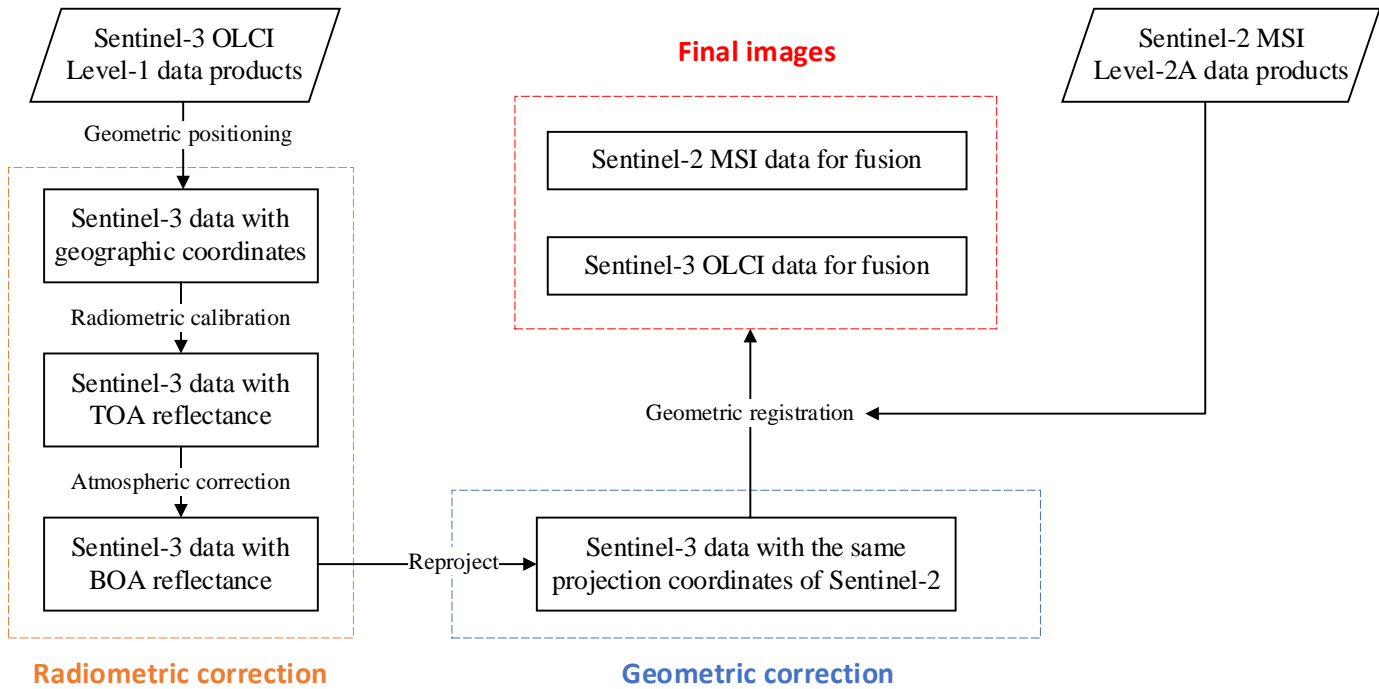 Sentinel-3 OLCI
Level-1 data products
Geometric positioning
Sentinel-3 data with
geographic coordinates
Radiometric calibration
Sentinel-3 data with
TOA reflectance
Atmospheric correction
Sentinel-3 data with
BOA reflectance
Radiometric correction
Reproject
Final images
Sentinel-2 MSI data for fusion
Sentinel-3 OLCI data for fusion
Geometric registration
Sentinel-3 data with the same
projection coordinates of Sentinel-2
Geometric correction
Sentinel-2 MSI
Level-2A data products